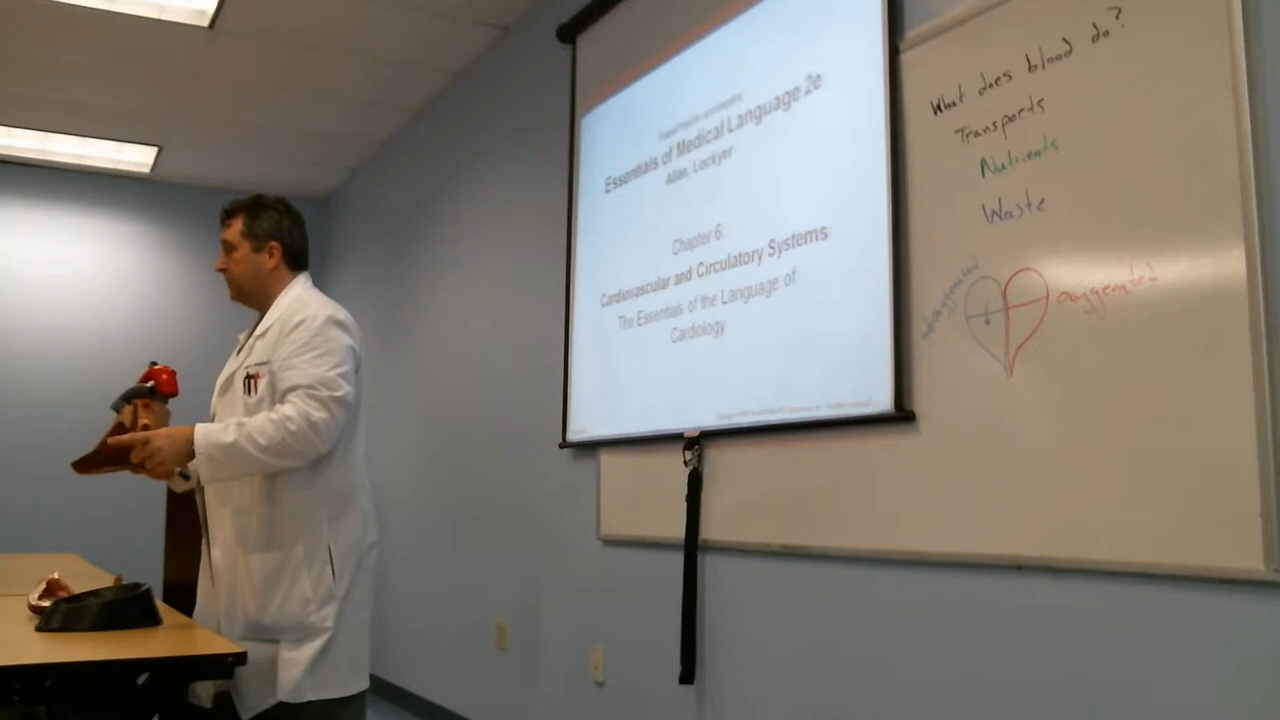 PowerPoint to accompany:
Essentials of Medical Language 2e
Allan, Lockyer
Chapter 6:
Cardiovascular and Circulatory Systems
The Essentials of the Language of
Cardiology
What does blood do?
Transports
Nutrients
Waste
oxygenated